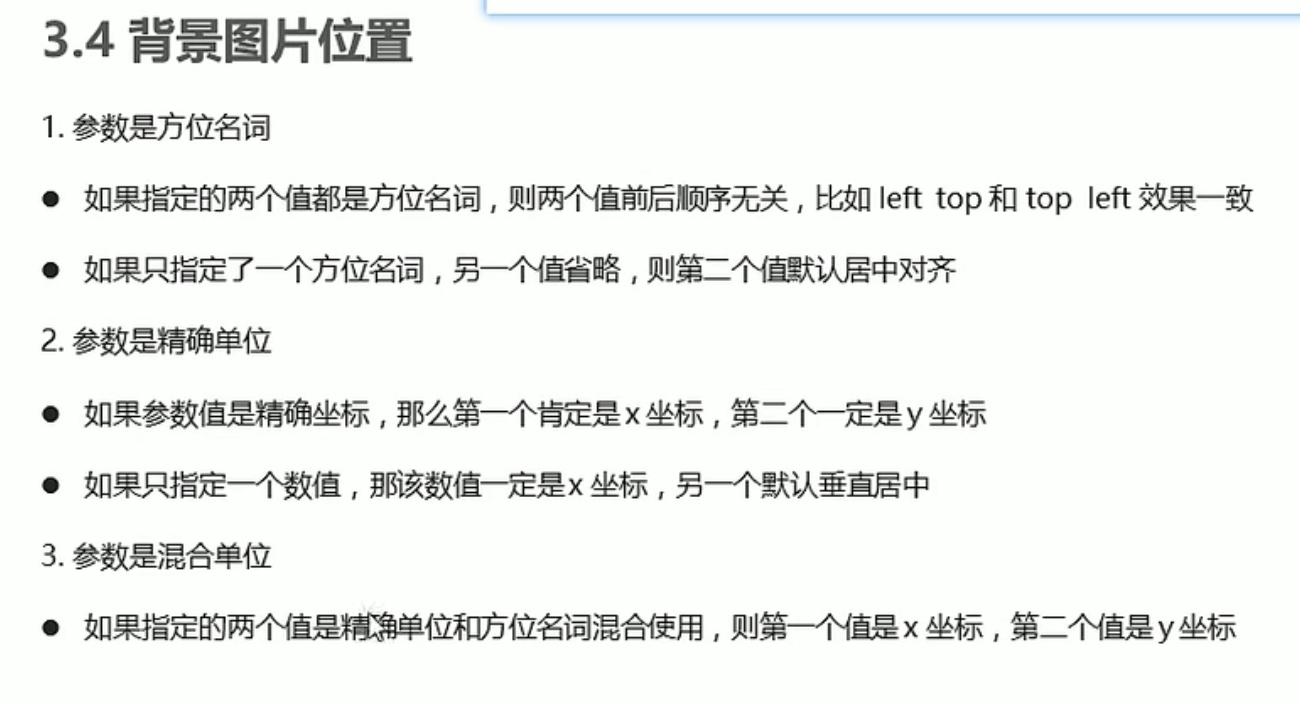 3.4 背景图片位置
1. 参数是方位名词
● 如果指定的两个值都是方位名词，则两个值前后顺序无关，比如 left top 和 top left 效果一致
● 如果只指定了一个方位名词，另一个值省略，则第二个值默认居中对齐
2. 参数是精确单位
● 如果参数值是精确坐标，那么第一个肯定是 x 坐标，第二个一定是 y 坐标
● 如果只指定一个数值，那该数值一定是 x 坐标，另一个默认垂直居中
3. 参数是混合单位
● 如果指定的两个值是精确单位和方位名词混合使用，则第一个值是 x 坐标，第二个值是 y 坐标